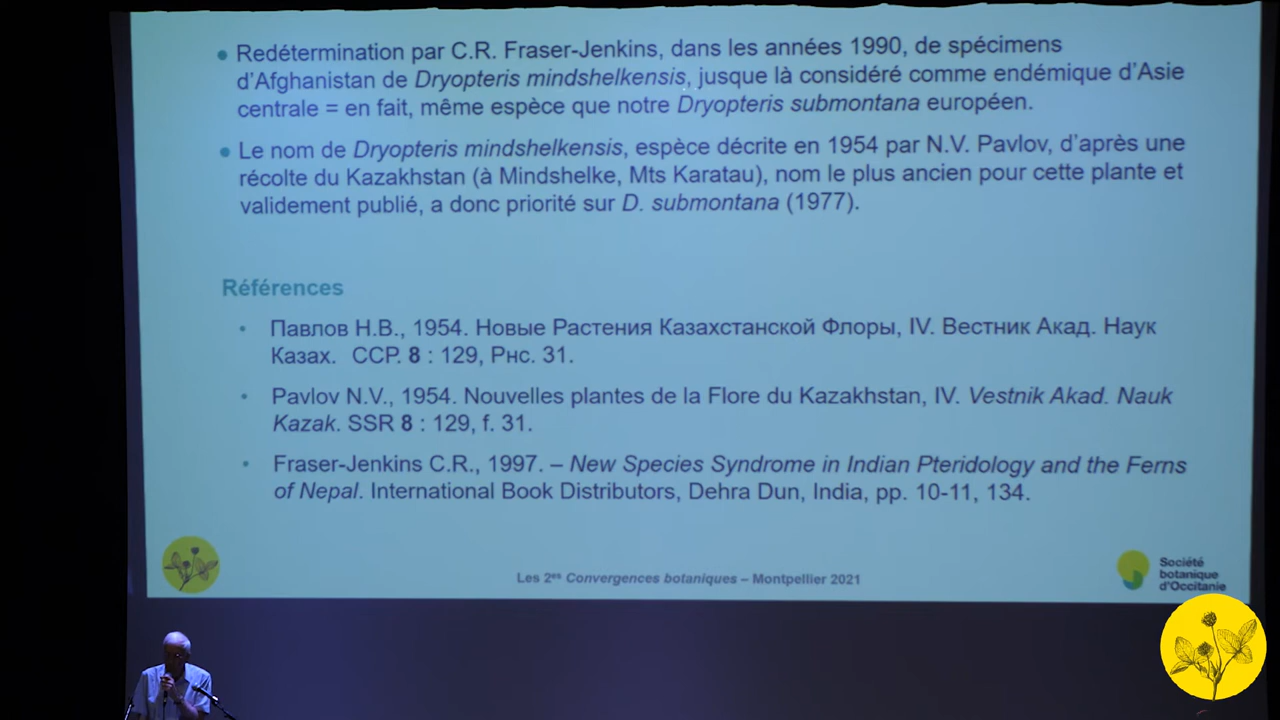 • Redétermination par C.R. Fraser-Jenkins, dans les années 1990, de spécimens
d'Afghanistan de Dryopteris mindshelkensis, jusque là considéré comme endémique d'Asie
centrale = en fait, même espèce que notre Dryopteris submontana européen.
• Le nom de Dryopteris mindshelkensis, espèce décrite en 1954 par N.V. Pavlov, d'après une
récolte du Kazakhstan (à Mindshelke, Mts Karatau), nom le plus ancien pour cette plante et
validement publié, a donc priorité sur D. submontana (1977).
Références
• Павлов Н.В., 1954. Новые Растения Казахстанской Флоры, IV. Вестник Акад. Наук
Казах. ССР. 8 : 129, Рнс. 31.
• Pavlov N.V., 1954. Nouvelles plantes de la Flore du Kazakhstan, IV. Vestnik Akad. Nauk
Kazak. SSR 8 : 129, f. 31.
• Fraser-Jenkins C.R., 1997. – New Species Syndrome in Indian Pteridology and the Ferns
of Nepal. International Book Distributors, Dehra Dun, India, pp. 10-11, 134.
Les 2es Convergences botaniques – Montpellier 2021
Société
botanique
d'Occitanie